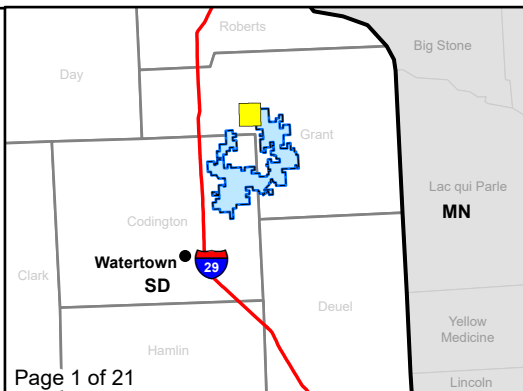 Roberts
Big Stone
Day
Grant
Lac qui Parle
MN
Codington
Watertown
29
SD
Clark
Deuel
Yellow
Medicine
Hamlin
Page 1 of 21
Lincoln